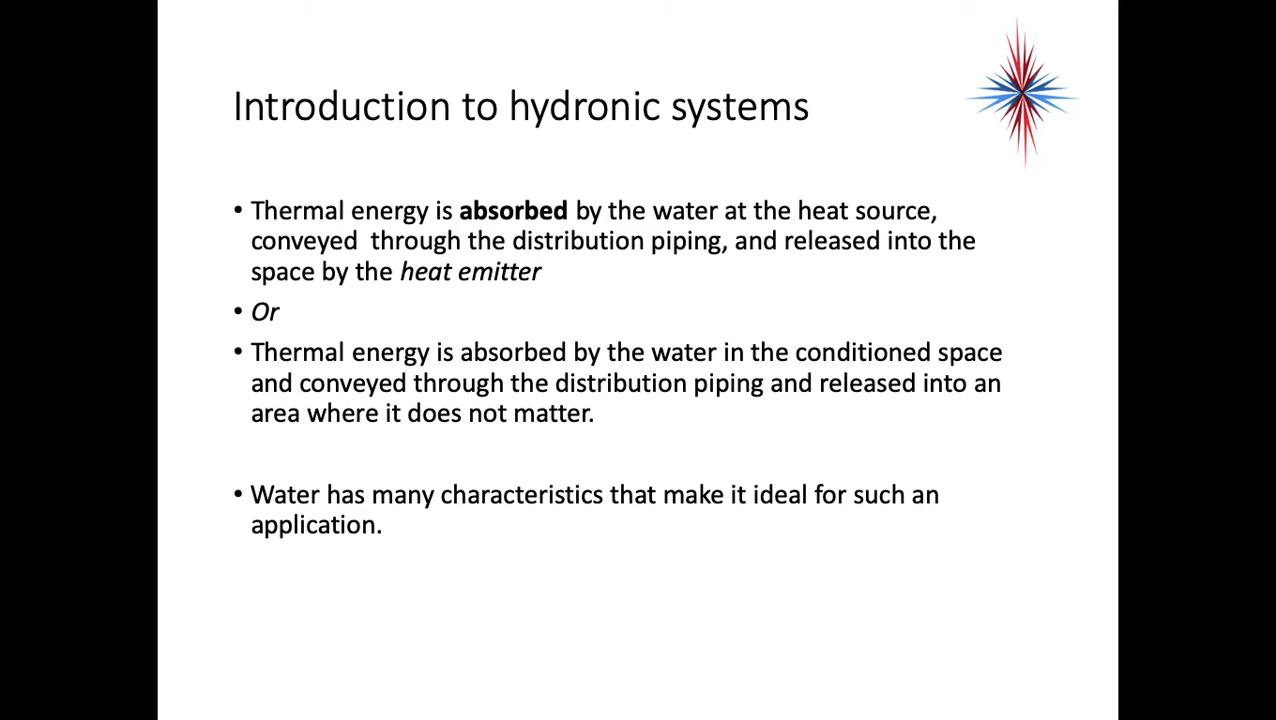 Introduction to hydronic systems
• Thermal energy is absorbed by the water at the heat source,
conveyed  through the distribution piping, and released into the
space by the heat emitter
• Or
• Thermal energy is absorbed by the water in the conditioned space
and conveyed through the distribution piping and released into an
area where it does not matter.
• Water has many characteristics that make it ideal for such an
application.